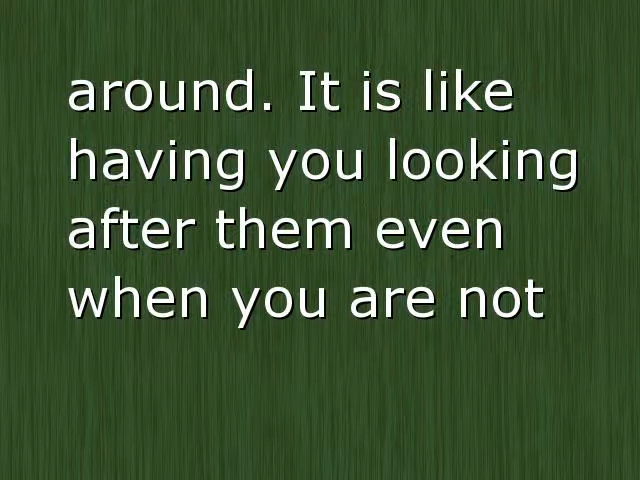 around. It is like
having you looking
after them even
when you are not